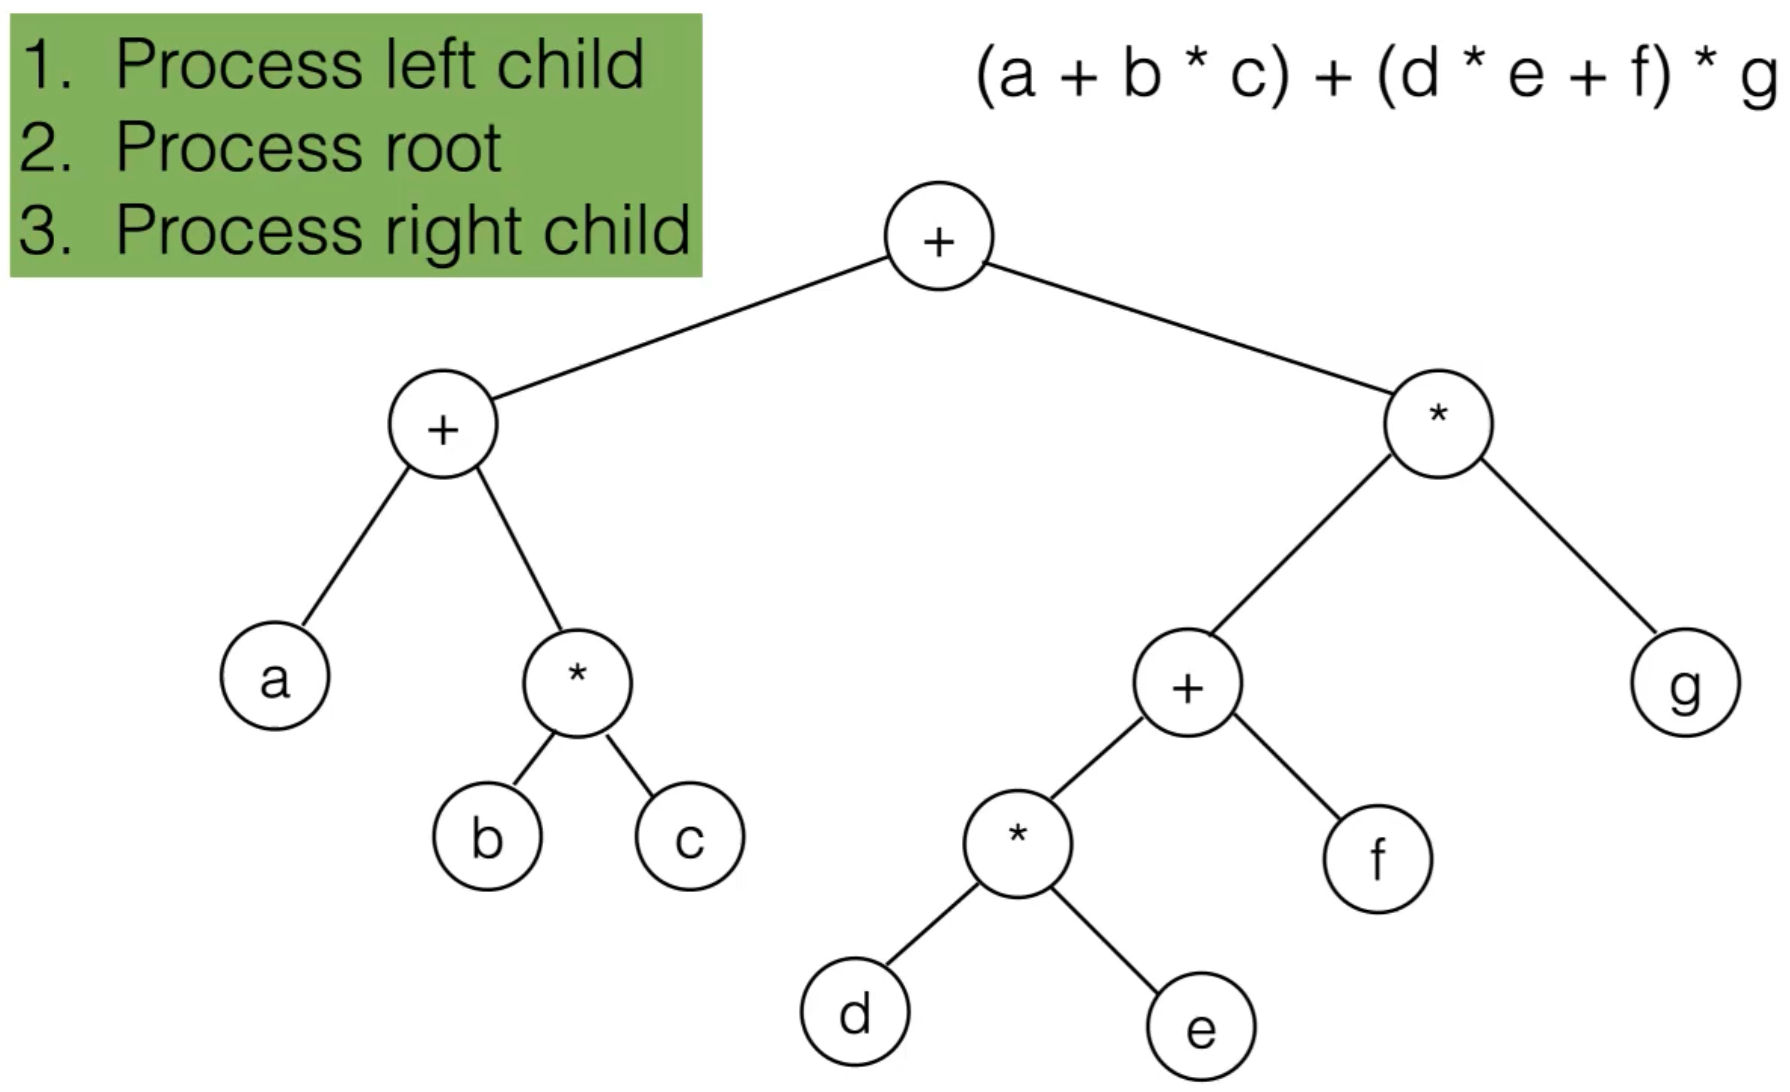 1. Process left child
2. Process root
3. Process right child
(a + b * c) + (d * e + f) * g
+
+
*
a
*
+
g
b
c
*
f
d
e